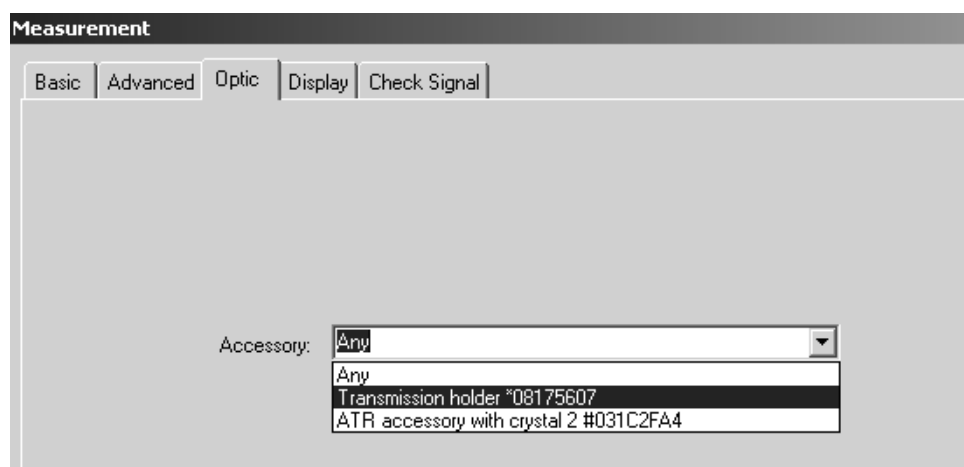 Measurement
Basic Advanced Optic Display Check Signal
Accessory: Any
Any
Transmission holder *08175607
ATR accessory with crystal 2 #031C2FA4